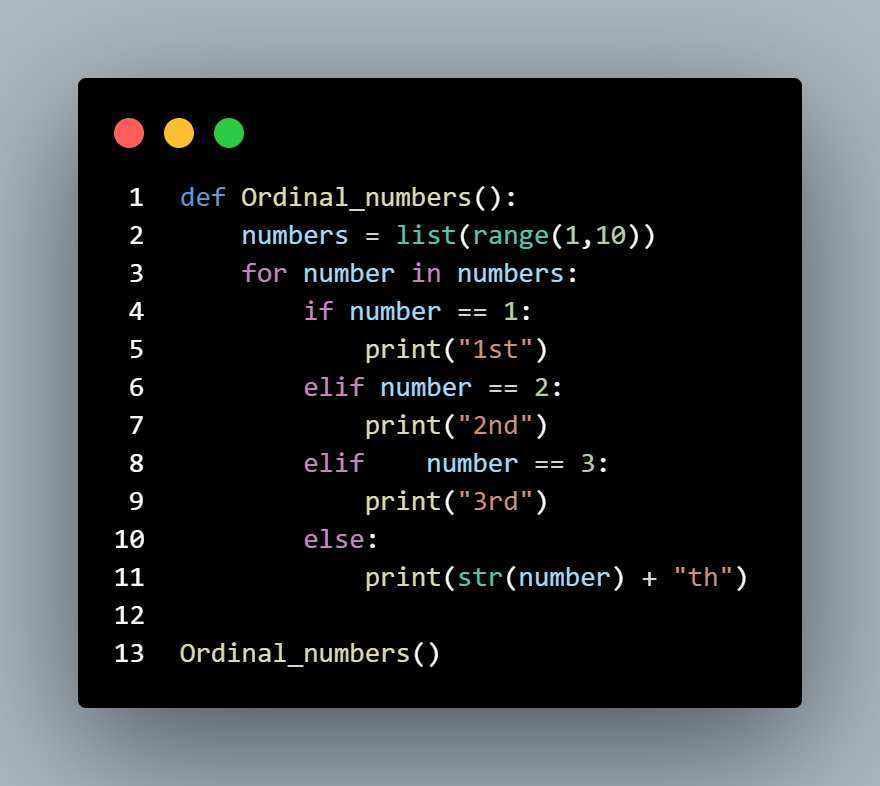 1 def Ordinal_numbers():
2     numbers = list(range(1,10))
3     for number in numbers:
4         if number == 1:
5             print("1st")
6         elif number == 2:
7             print("2nd")
8         elif    number == 3:
9             print("3rd")
10         else:
11             print(str(number) + "th")
12
13 Ordinal_numbers()